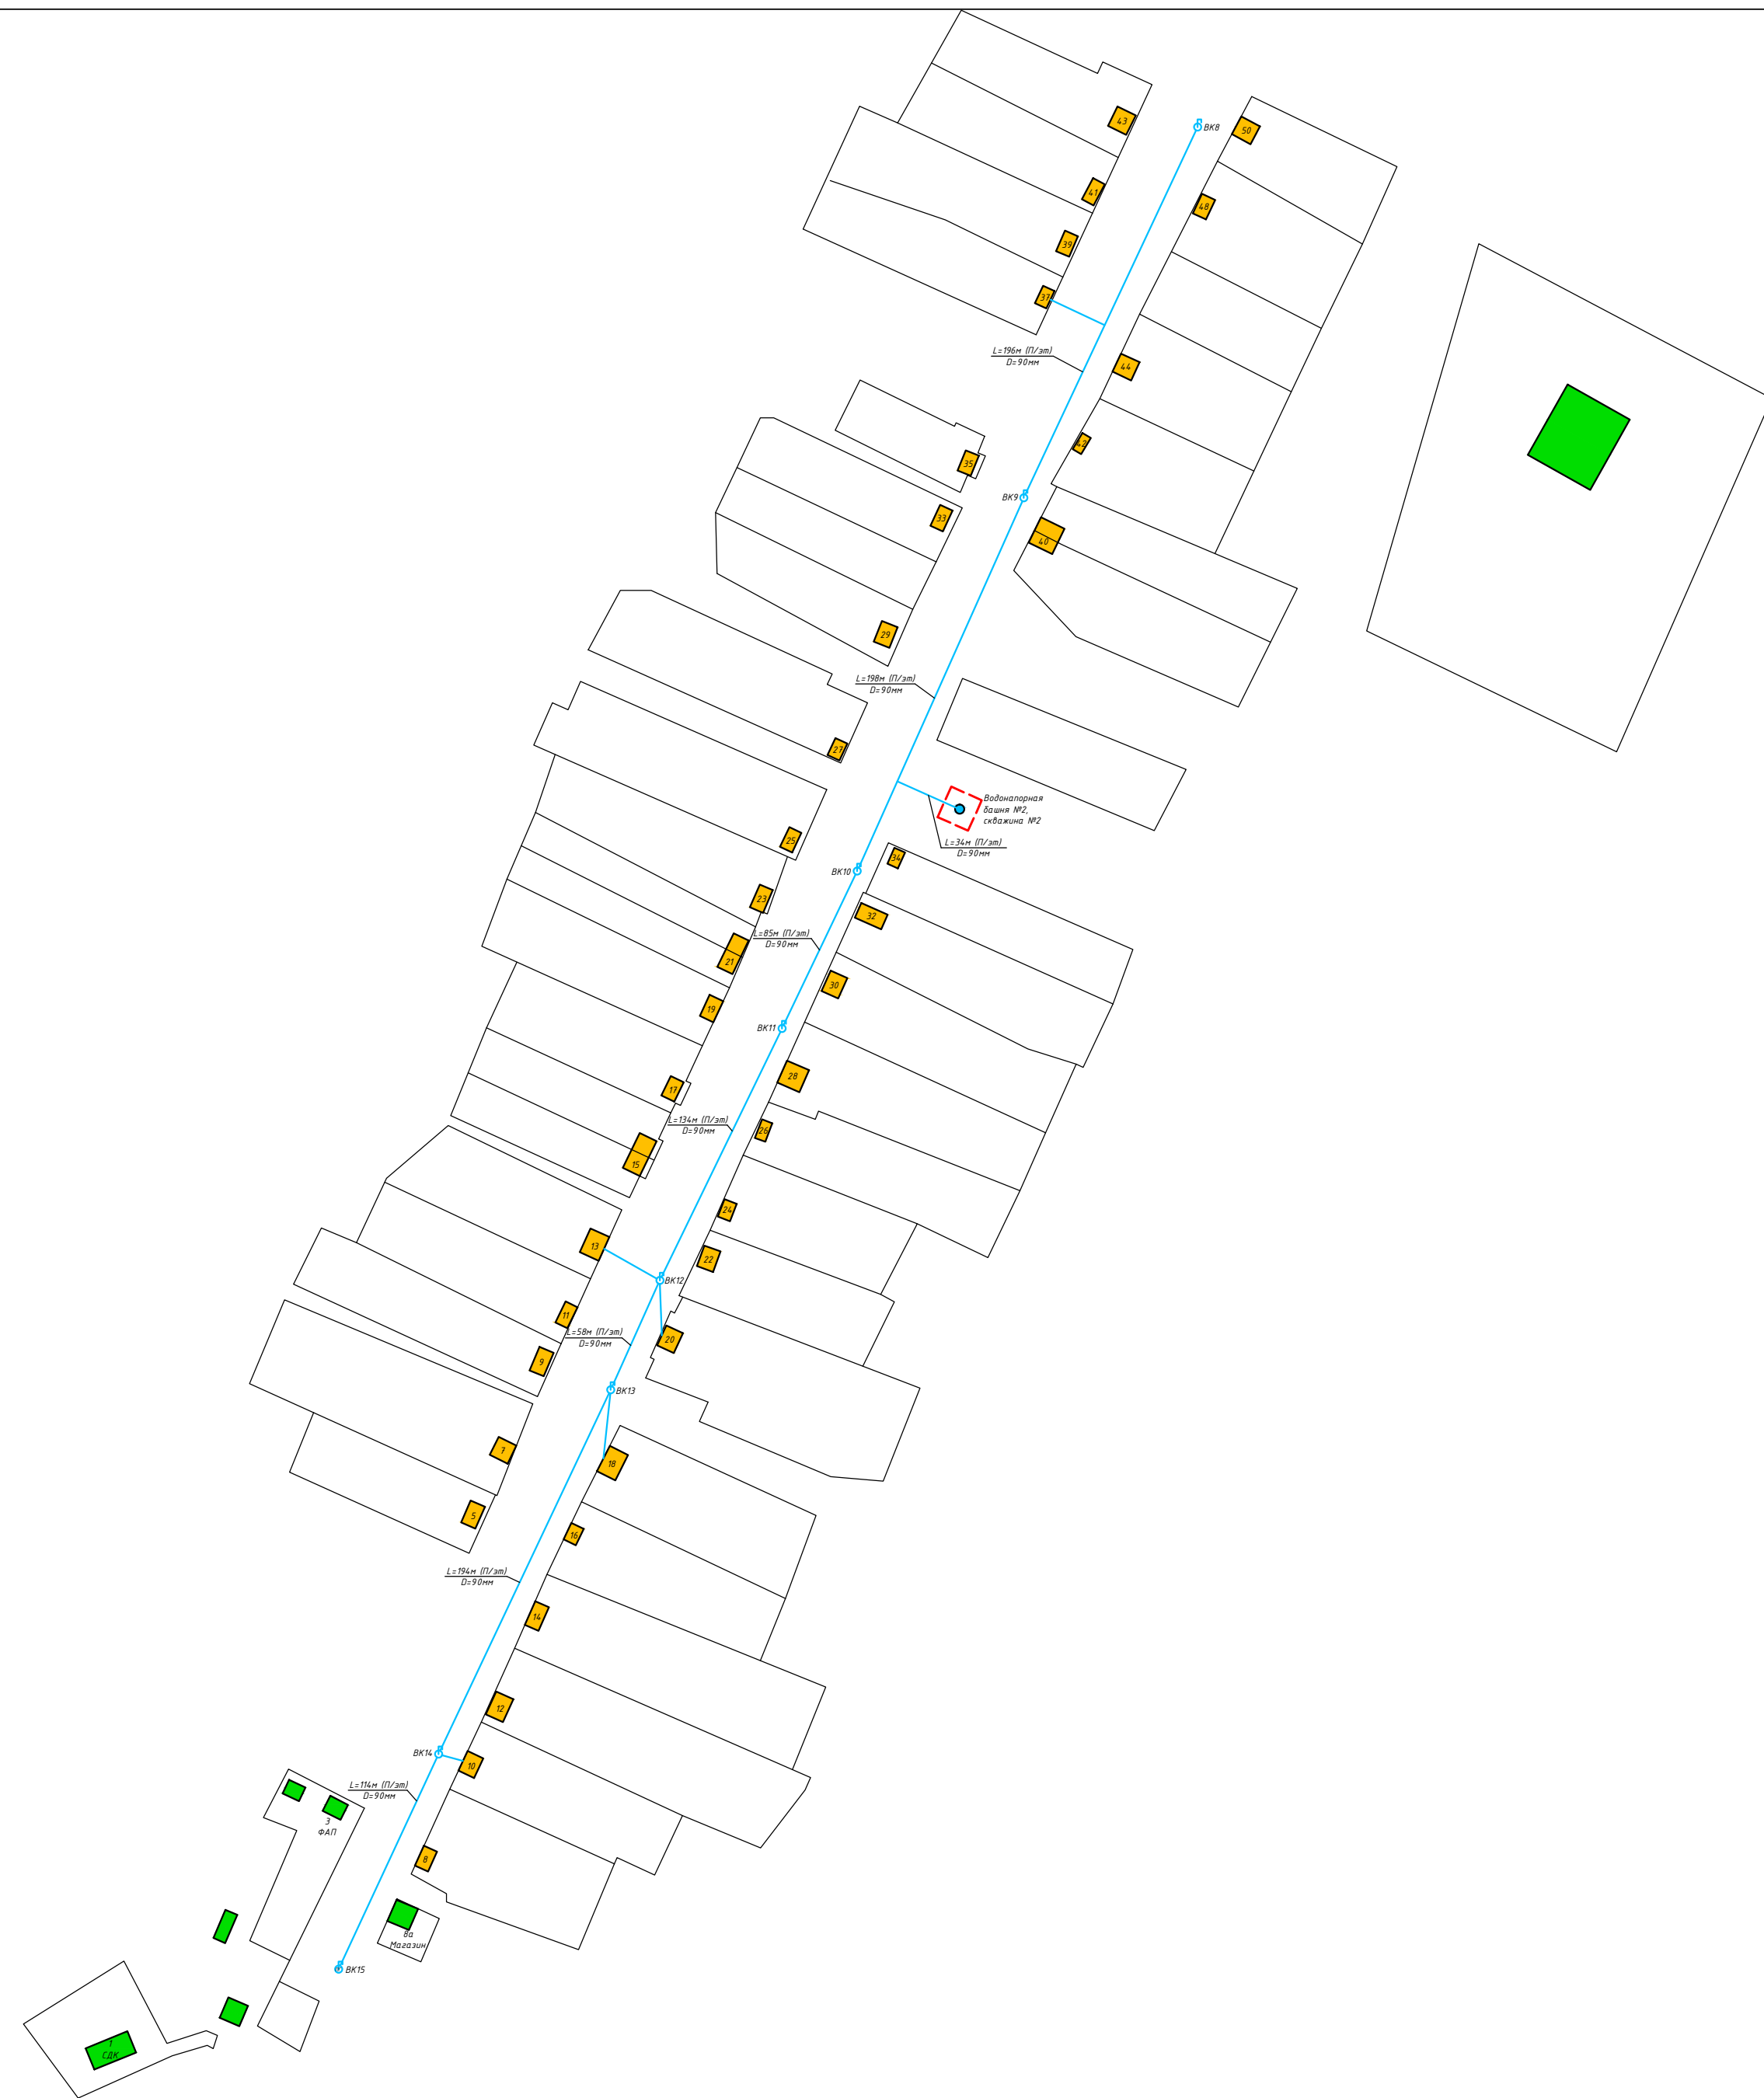 43
ВК8
50
41
48
39
37
L=196м (П/эт)
D=90мм
44
42
35
ВК9
33
40
29
L=198м (П/эт)
D=90мм
27
Водонапорная
башня №2,
скважина №2
25
L=34м (П/эт)
D=90мм
34
ВК10
23
32
L=85м (П/эт)
D=90мм
21
30
19
ВК11
28
17
L=134м (П/эт)
D=90мм
26
15
24
13
22
ВК12
11
L=58м (П/эт)
D=90мм
20
9
ВК13
7
18
5
16
L=194м (П/эт)
D=90мм
14
12
ВК14
10
L=114м (П/эт)
D=90мм
3
ФАП
8
8а
Магазин
ВК15
1
СДК